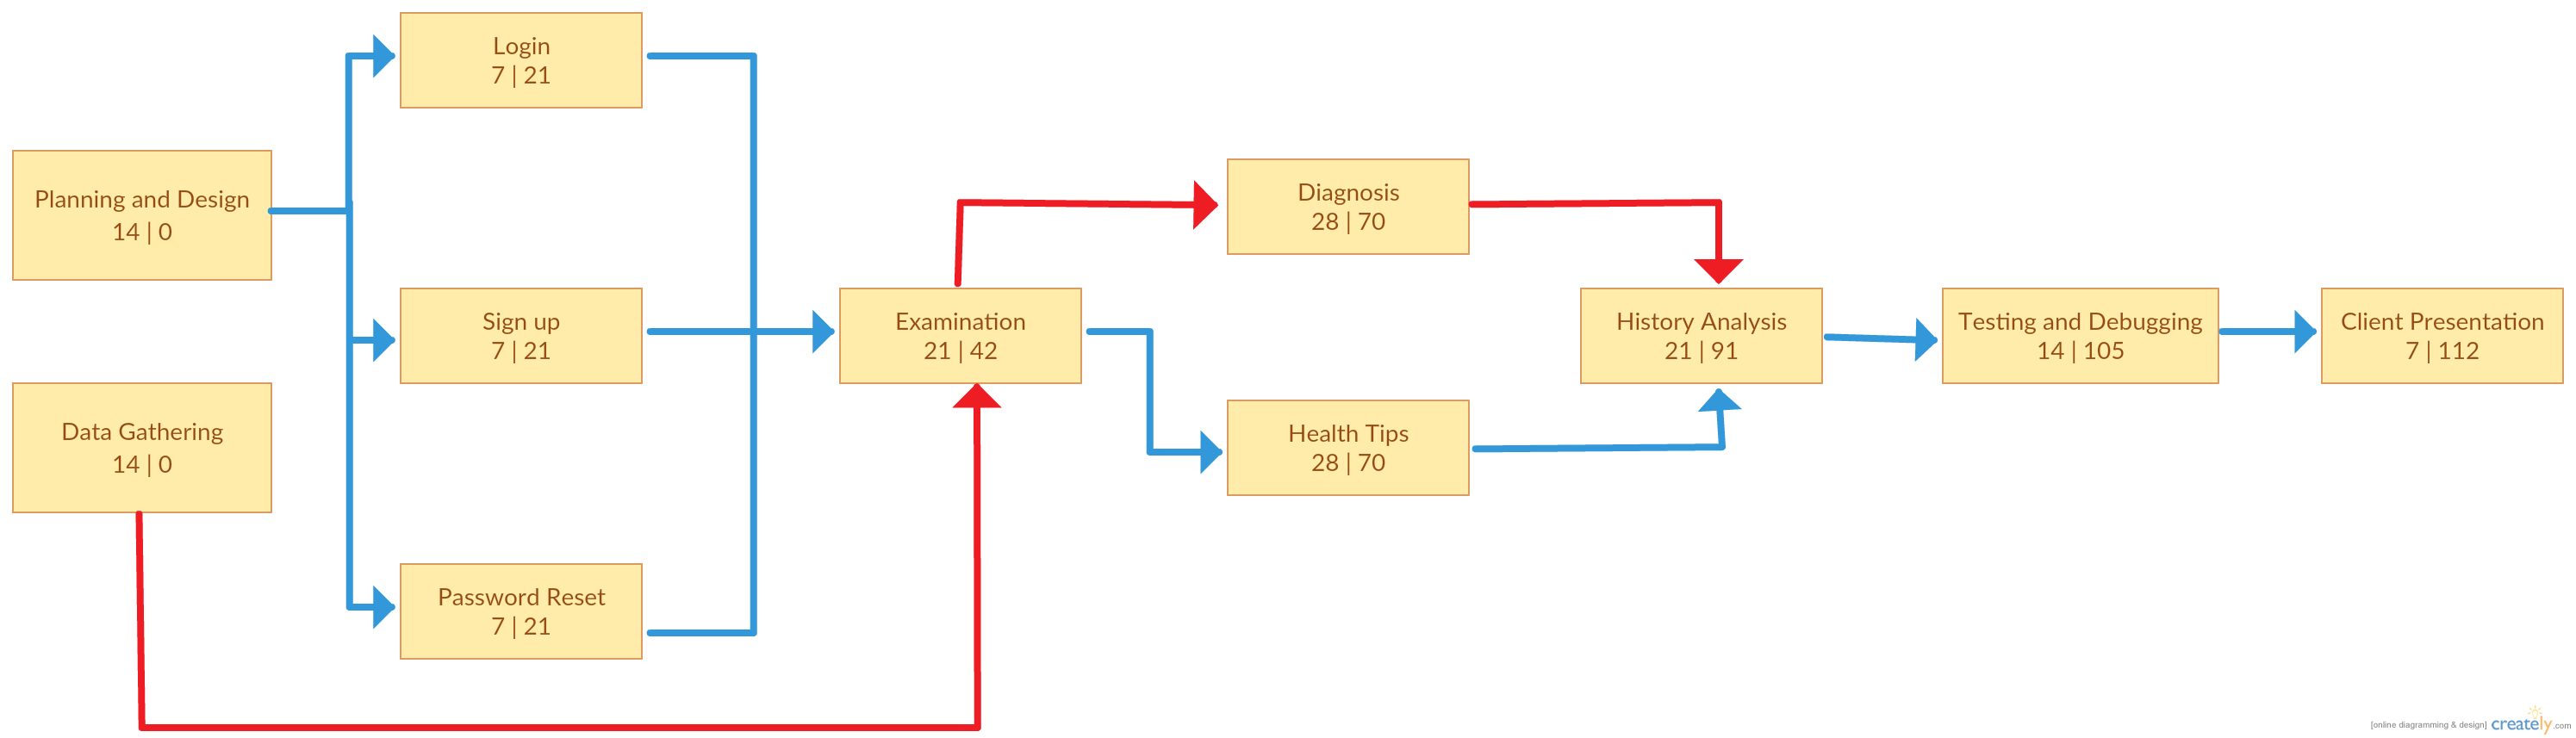 Login
7 | 21
Planning and Design
14 | 0
Data Gathering
14 | 0
Sign up
7 | 21
Password Reset
7 | 21
Examination
21 | 42
Diagnosis
28 | 70
Health Tips
28 | 70
History Analysis
21 | 91
Testing and Debugging
14 | 105
Client Presentation
7 | 112
[online diagramming & design] creately.com